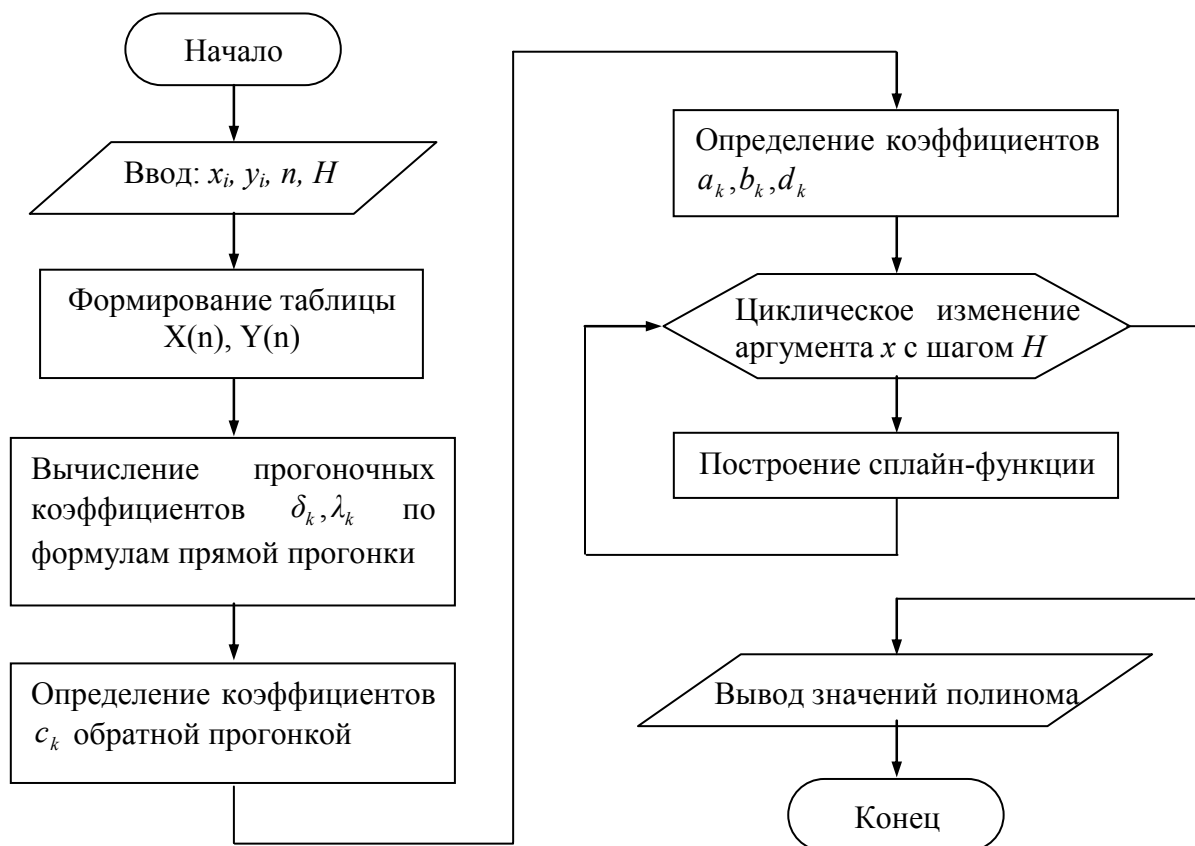 Начало
Ввод: xᵢ, yᵢ, n, H
Формирование таблицы
X(n), Y(n)
Вычисление прогоночных
коэффициентов δₖ,λₖ по
формулам прямой прогонки
Определение коэффициентов
cₖ обратной прогонкой
Определение коэффициентов
aₖ,bₖ,dₖ
Циклическое изменение
аргумента x с шагом H
Построение сплайн-функции
Вывод значений полинома
Конец